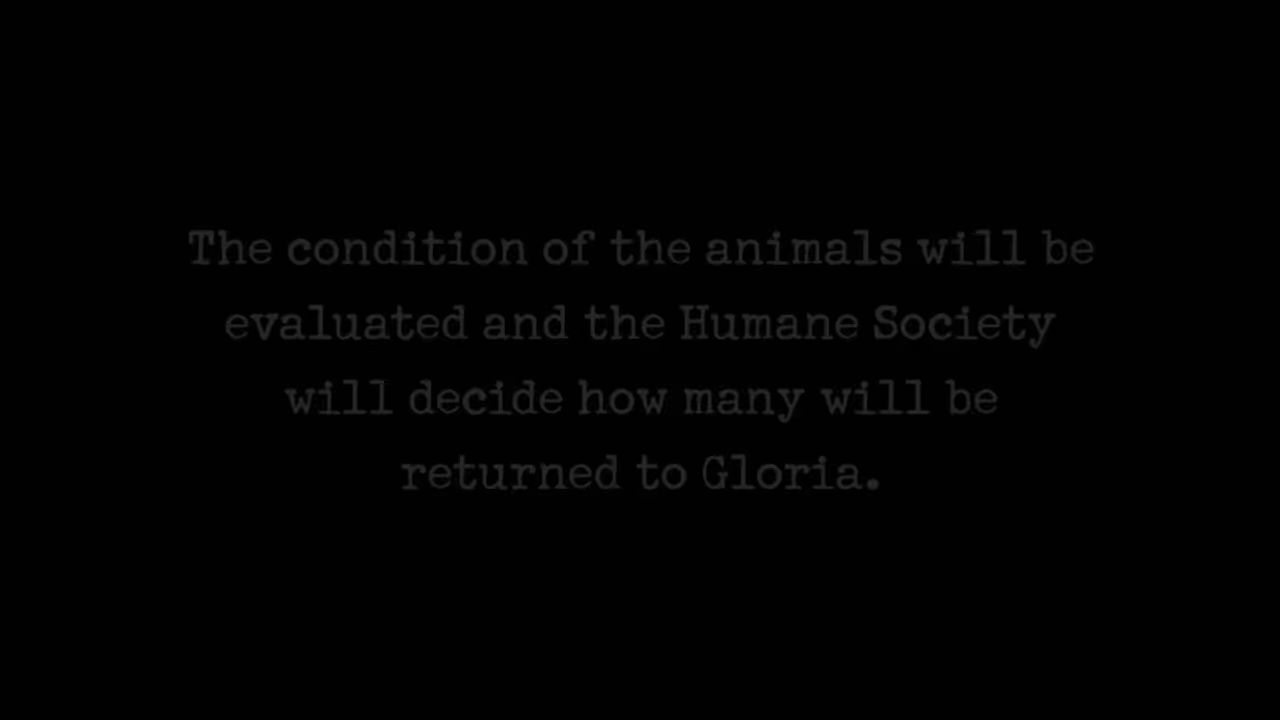 The condition of the animals will be
evaluated and the Humane Society
will decide how many will be
returned to Gloria.